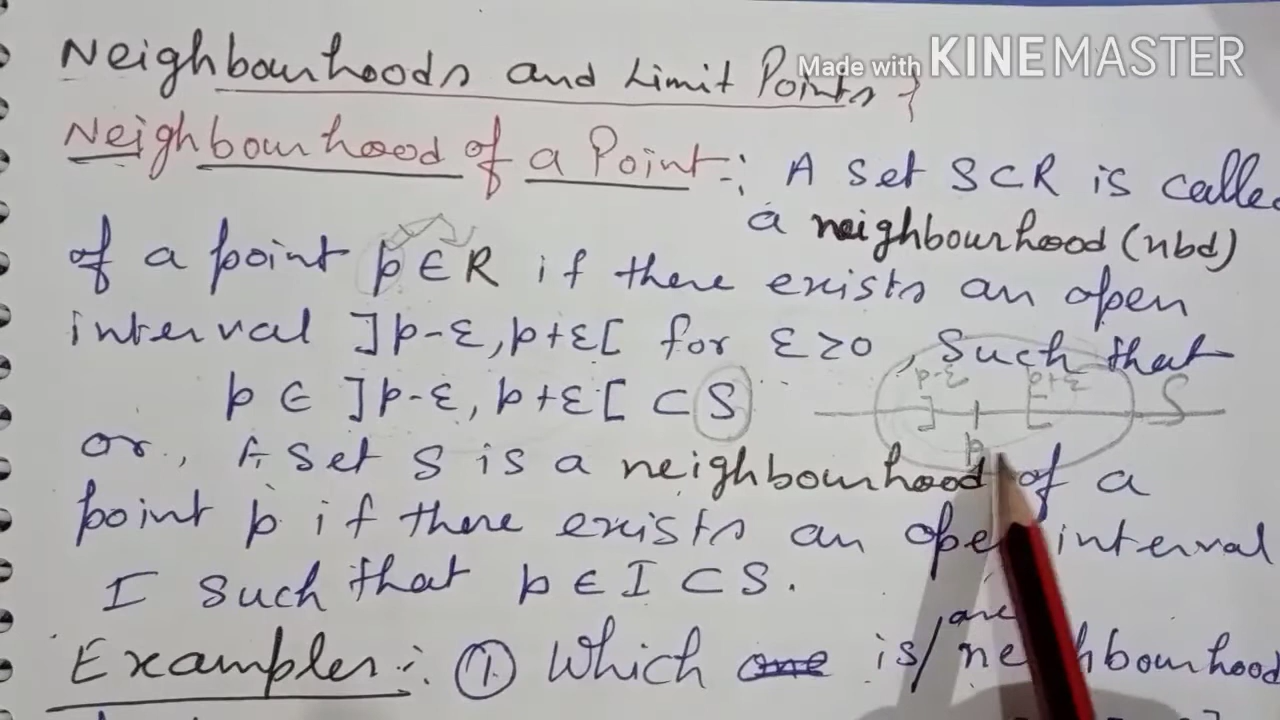 Made with KINEMASTER
Neighbourhoods and Limit Points :
Neighbourhood of a Point :- A set S⊂R is called
a neighbourhood (nbd)
of a point p ∈ R if there exists an open
interval ]p-ε, p+ε[ for ε>0, such that
p ∈ ]p-ε, p+ε[ ⊂ S
p-ε p+ε S
p
or, A set S is a neighbourhood of a
point p if there exists an open interval
I such that p ∈ I ⊂ S.
Examples :- ① Which is/are neighbourhood